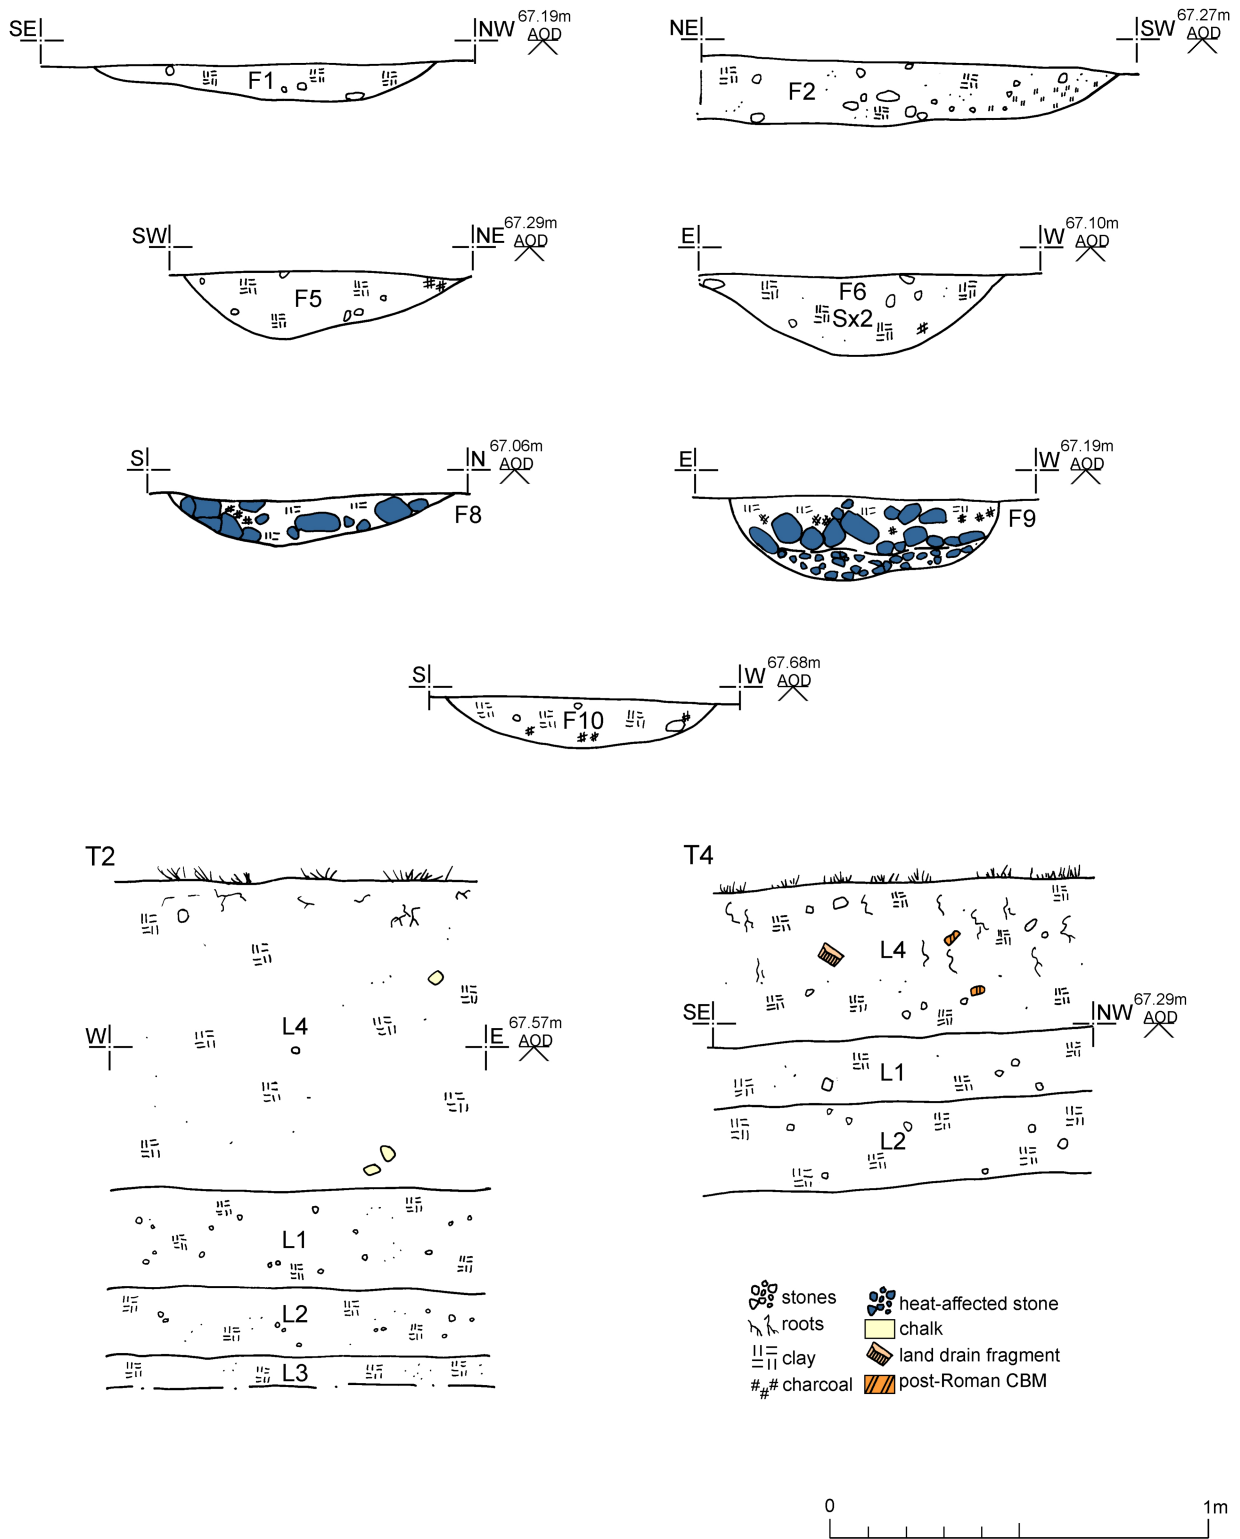 SE NW 67.19m AOD
F1
NE SW 67.27m AOD
F2
SW NE 67.29m AOD
F5
E W 67.10m AOD
F6
Sx2
S N 67.06m AOD
F8
E W 67.19m AOD
F9
S W 67.68m AOD
F10
T2
L4
W E 67.57m AOD
L1
L2
L3
T4
L4
SE NW 67.29m AOD
L1
L2
stones
roots
clay
charcoal
heat-affected stone
chalk
land drain fragment
post-Roman CBM
0 1m